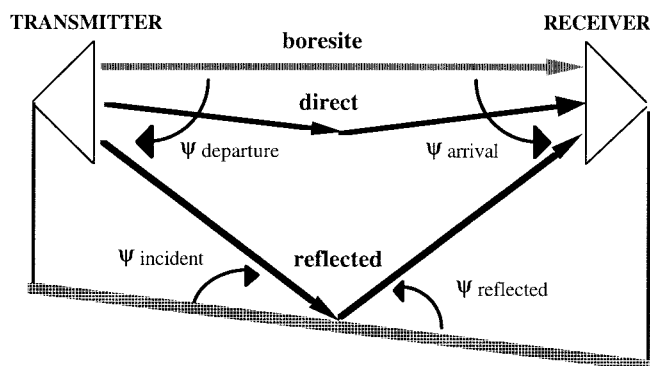 TRANSMITTER
RECEIVER
boresite
direct
Ψ departure
Ψ arrival
Ψ incident
reflected
Ψ reflected